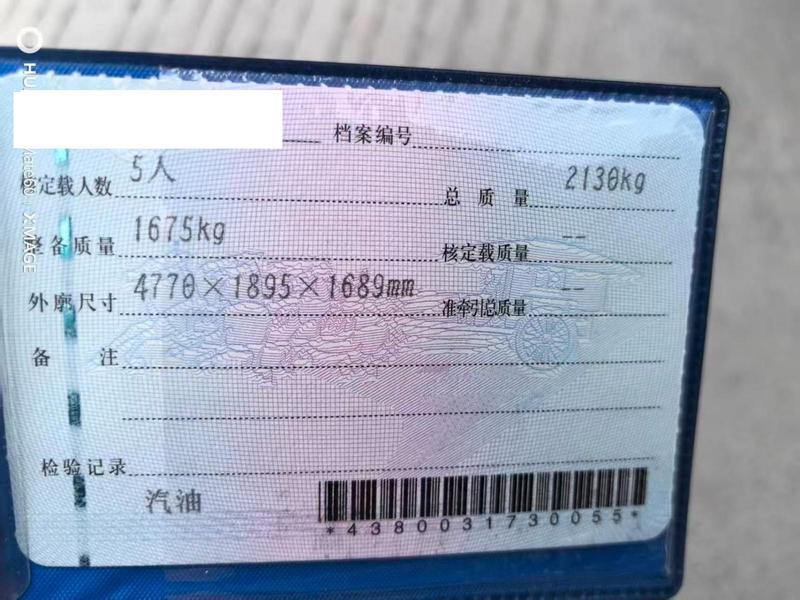 档案编号
定载人数 5人 总质量 2130kg
整备质量 1675kg 核定载质量 --
外廓尺寸 4770×1895×1689mm 准牵引总质量 --
备注
检验记录
汽油
*4380031730055*
XMAGE